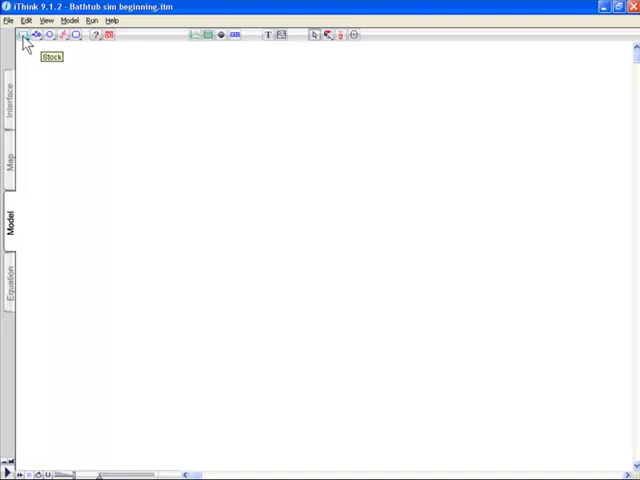 iThink 9.1.2 - Bathtub sim beginning.itm
File Edit View Model Run Help
T
?
Stock
Interface
Map
Model
Equation